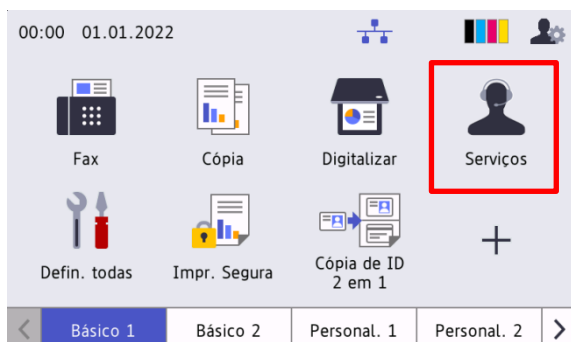 00:00 01.01.2022
Fax
Cópia
Digitalizar
Serviços
Defin. todas
Impr. Segura
Cópia de ID
2 em 1
Básico 1
Básico 2
Personal. 1
Personal. 2